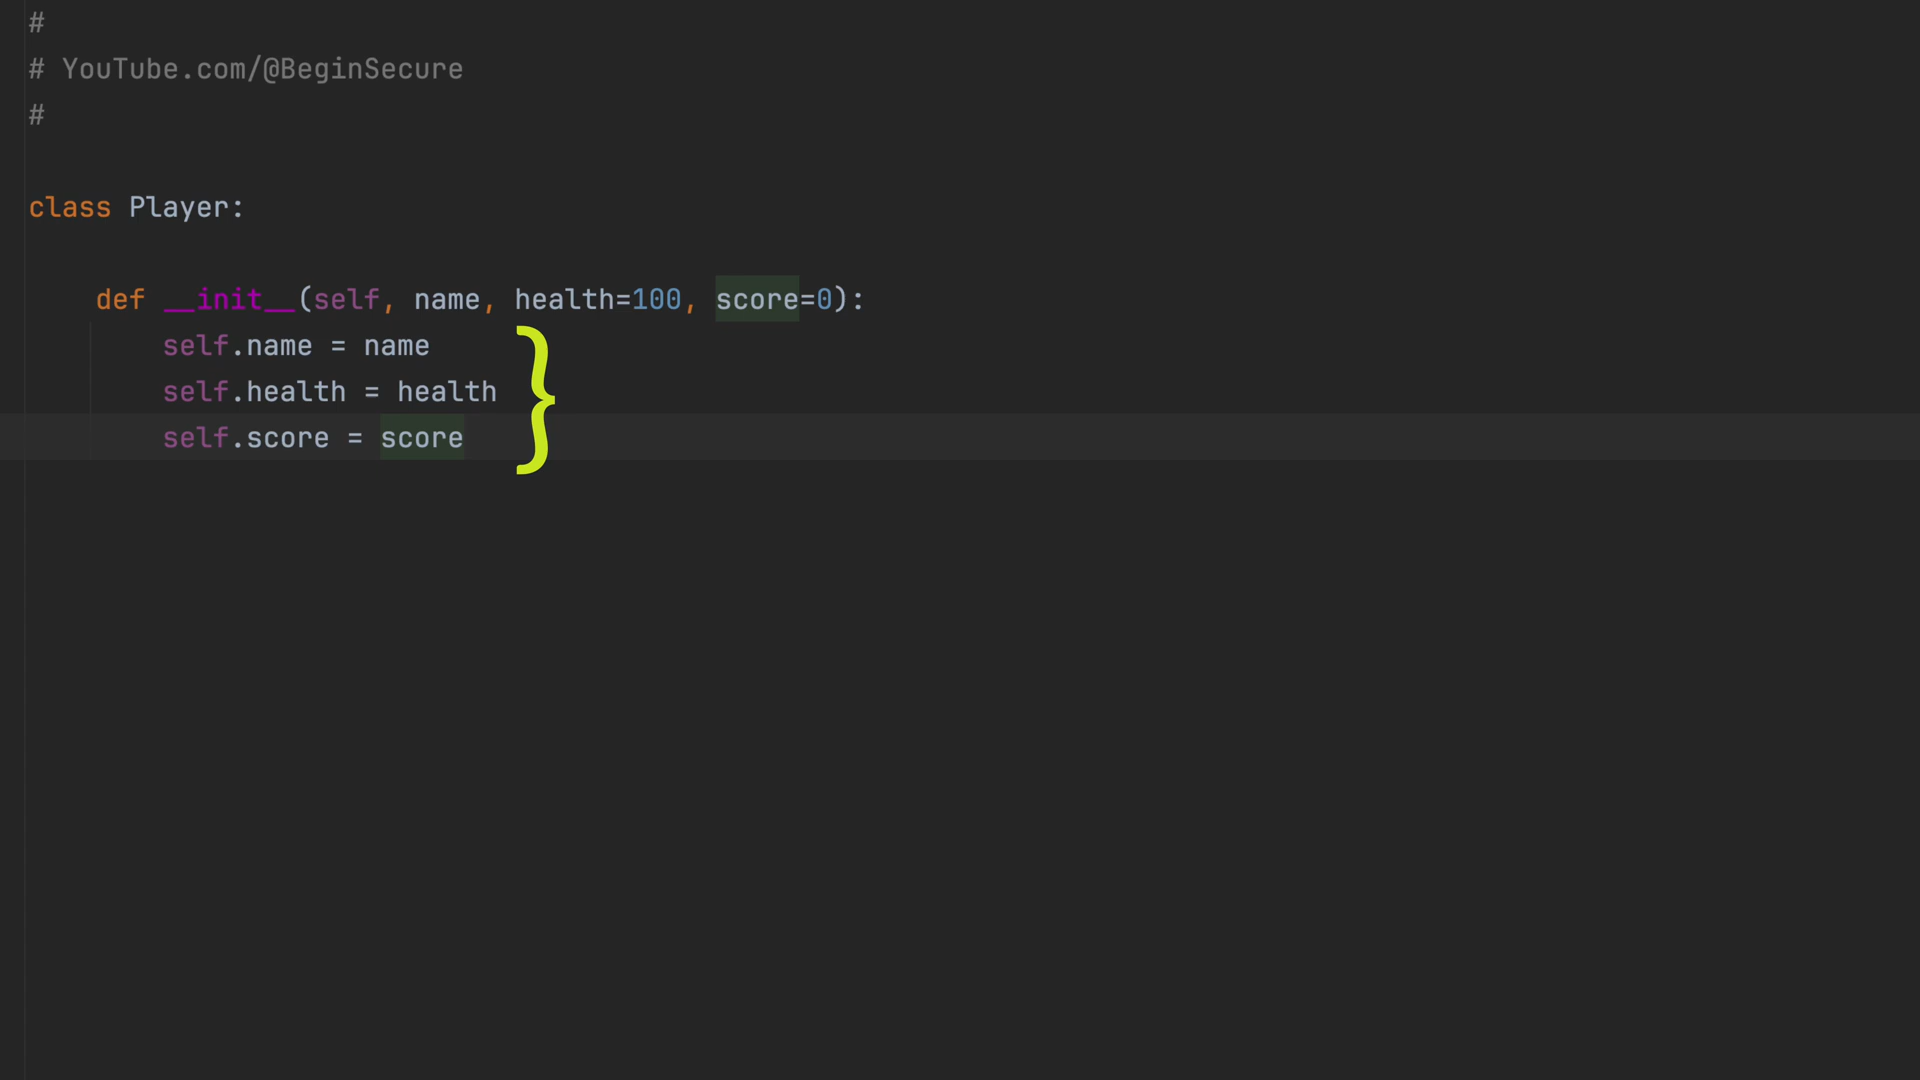 #
# YouTube.com/@BeginSecure
#
class Player:
    def __init__(self, name, health=100, score=0):
        self.name = name
        self.health = health
        self.score = score
}